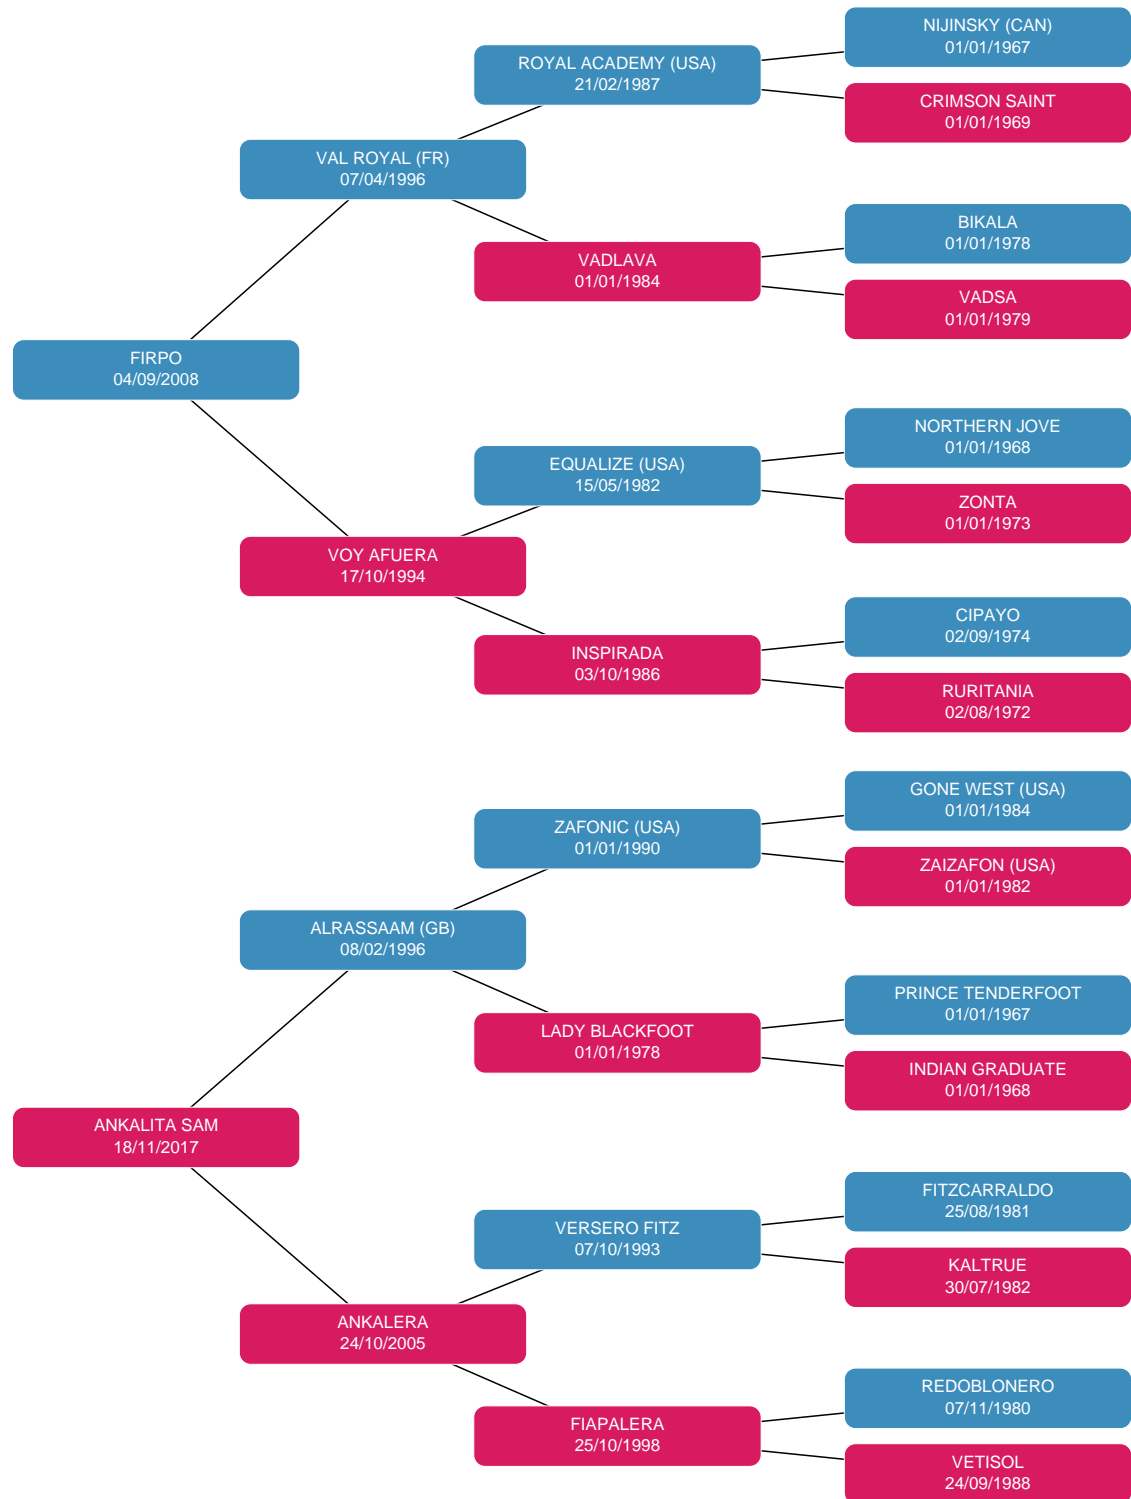 NIJINSKY (CAN)
01/01/1967
ROYAL ACADEMY (USA)
21/02/1987
CRIMSON SAINT
01/01/1969
VAL ROYAL (FR)
07/04/1996
BIKALA
01/01/1978
VADLAVA
01/01/1984
VADSA
01/01/1979
FIRPO
04/09/2008
NORTHERN JOVE
01/01/1968
EQUALIZE (USA)
15/05/1982
ZONTA
01/01/1973
VOY AFUERA
17/10/1994
CIPAYO
02/09/1974
INSPIRADA
03/10/1986
RURITANIA
02/08/1972
GONE WEST (USA)
01/01/1984
ZAFONIC (USA)
01/01/1990
ZAIZAFON (USA)
01/01/1982
ALRASSAAM (GB)
08/02/1996
PRINCE TENDERFOOT
01/01/1967
LADY BLACKFOOT
01/01/1978
INDIAN GRADUATE
01/01/1968
ANKALITA SAM
18/11/2017
FITZCARRALDO
25/08/1981
VERSERO FITZ
07/10/1993
KALTRUE
30/07/1982
ANKALERA
24/10/2005
REDOBLONERO
07/11/1980
FIAPALERA
25/10/1998
VETISOL
24/09/1988